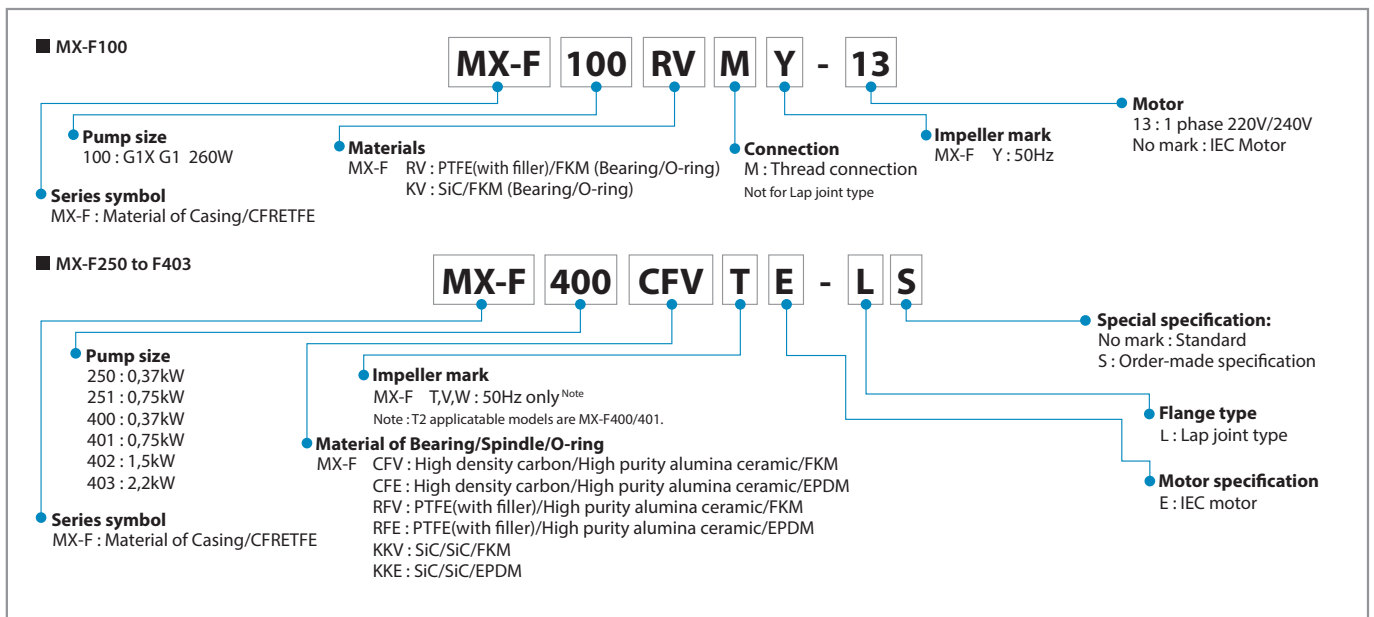 ■ MX-F100
MX-F 100 RV M Y - 13
Motor
13 : 1 phase 220V/240V
No mark : IEC Motor
Pump size
100 : G1X G1 260W
Materials
MX-F RV : PTFE(with filler)/FKM (Bearing/O-ring)
KV : SiC/FKM (Bearing/O-ring)
Connection
M : Thread connection
Not for Lap joint type
Impeller mark
MX-F Y : 50Hz
Series symbol
MX-F : Material of Casing/CFRETFE
■ MX-F250 to F403
MX-F 400 CFV T E - L S
Special specification:
No mark : Standard
S : Order-made specification
Pump size
250 : 0,37kW
251 : 0,75kW
400 : 0,37kW
401 : 0,75kW
402 : 1,5kW
403 : 2,2kW
Impeller mark
MX-F T,V,W : 50Hz only Note
Note : T2 applicatable models are MX-F400/401.
Flange type
L : Lap joint type
Material of Bearing/Spindle/O-ring
MX-F CFV : High density carbon/High purity alumina ceramic/FKM
CFE : High density carbon/High purity alumina ceramic/EPDM
RFV : PTFE(with filler)/High purity alumina ceramic/FKM
RFE : PTFE(with filler)/High purity alumina ceramic/EPDM
KKV : SiC/SiC/FKM
KKE : SiC/SiC/EPDM
Motor specification
E : IEC motor
Series symbol
MX-F : Material of Casing/CFRETFE